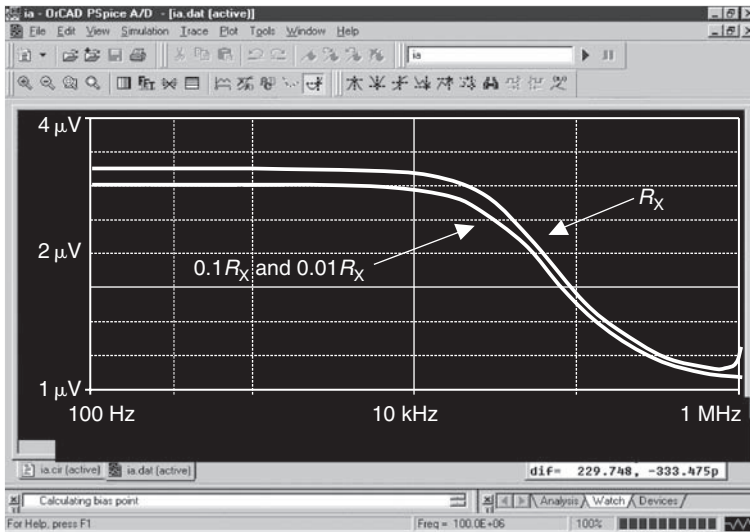 ia - OrCAD PSpice A/D - [ia.dat (active)]
File Edit View Simulation Trace Plot Tools Window Help
ia
4 µV
2 µV
1 µV
RX
0.1RX and 0.01RX
100 Hz
10 kHz
1 MHz
ia.cir (active)
ia.dat (active)
dif= 229.748, -333.475p
Calculating bias point
Analysis Watch Devices
For Help, press F1
Freq = 100.0E+06
100%